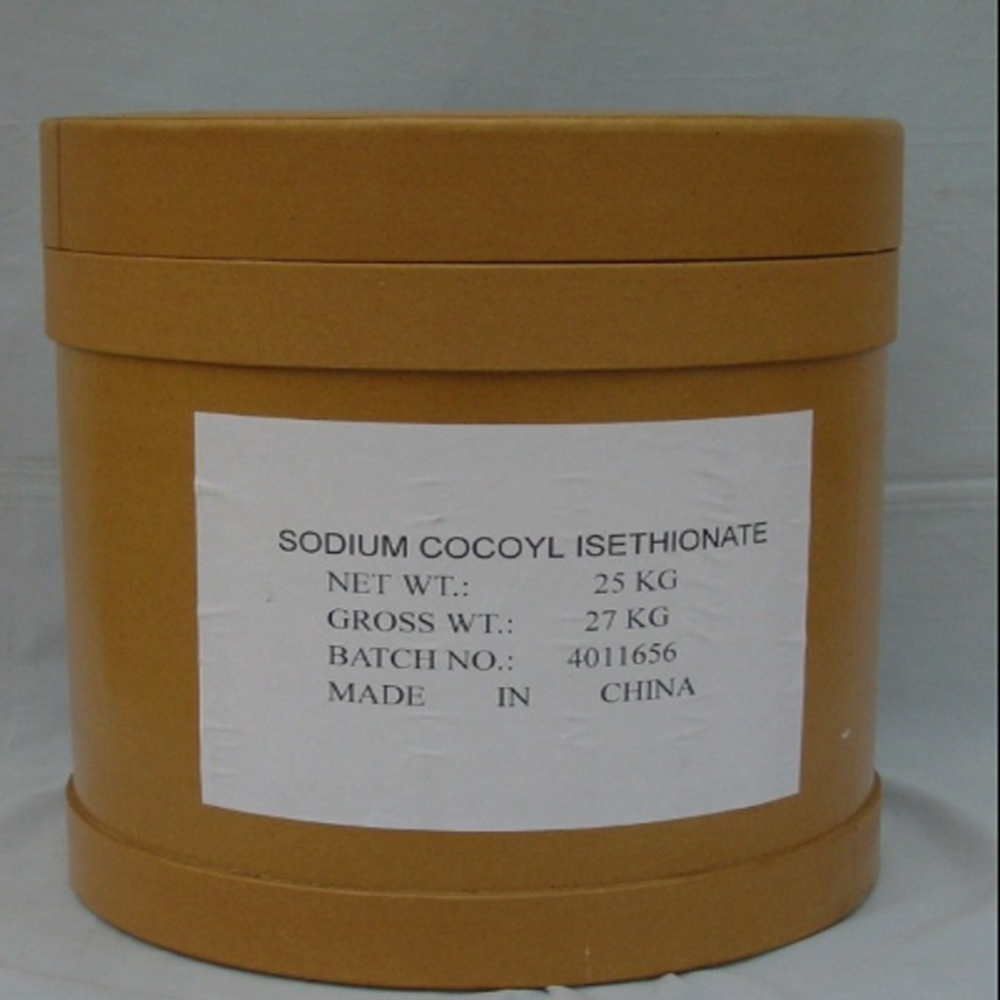 SODIUM COCOYL ISETHIONATE
NET WT.: 25 KG
GROSS WT.: 27 KG
BATCH NO.: 4011656
MADE IN CHINA